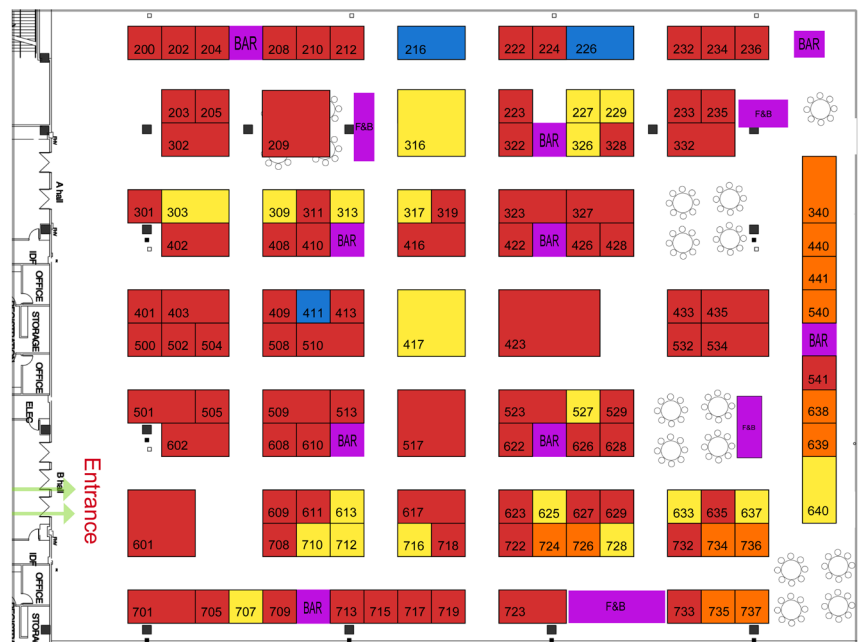 200 202 204 BAR 208 210 212 216 222 224 226 232 234 236 BAR
203 205 F&B 316 223 227 229 233 235 F&B
302 209 322 BAR 326 328 332
A hall
301 303 309 311 313 317 319 323 327 340
402 408 410 BAR 416 422 BAR 426 428 440
IDF
441
OFFICE
401 403 409 411 413 417 423 433 435 540
STORAGE
500 502 504 508 510 532 534 BAR
OFFICE
541
ELEC
501 505 509 513 517 523 527 529 F&B 638
602 608 610 BAR 622 BAR 626 628 639
B hall
Entrance
601 609 611 613 617 623 625 627 629 633 635 637 640
708 710 712 716 718 722 724 726 728 732 734 736
IDF
OFFICE
701 705 707 709 BAR 713 715 717 719 723 F&B 733 735 737